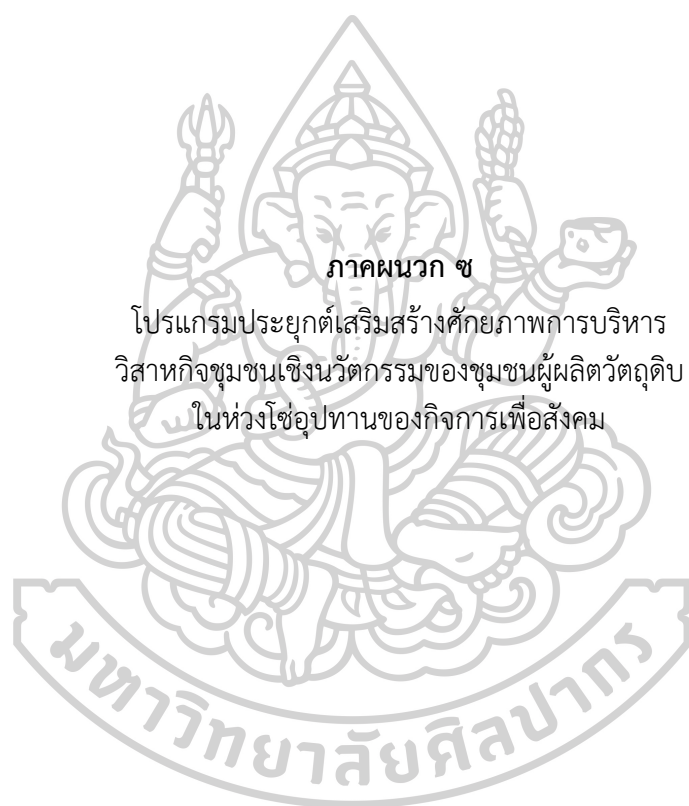 ภาคผนวก ซ
โปรแกรมประยุกต์เสริมสร้างศักยภาพการบริหาร
วิสาหกิจชุมชนเชิงนวัตกรรมของชุมชนผู้ผลิตวัตถุดิบ
ในห่วงโซ่อุปทานของกิจการเพื่อสังคม
มหาวิทยาลัยศิลปากร